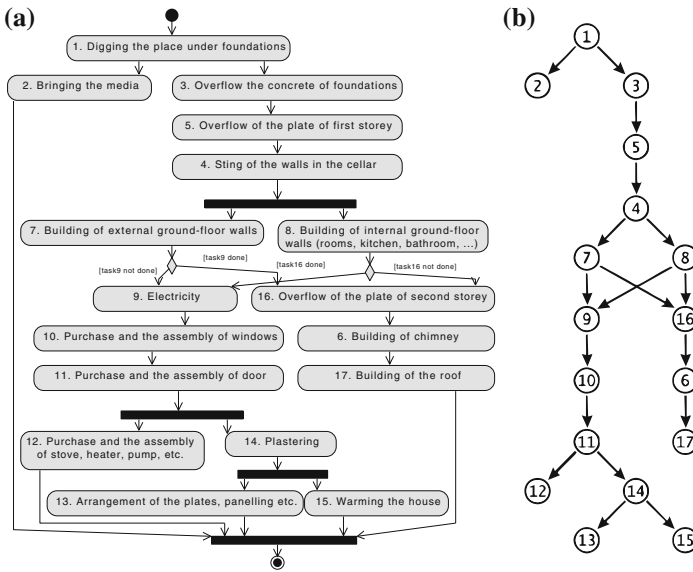 (a)
1. Digging the place under foundations
2. Bringing the media
3. Overflow the concrete of foundations
5. Overflow of the plate of first storey
4. Sting of the walls in the cellar
7. Building of external ground-floor walls
8. Building of internal ground-floor
walls (rooms, kitchen, bathroom, ...)
[task9 not done]
[task9 done]
[task16 done]
[task16 not done]
9. Electricity
16. Overflow of the plate of second storey
10. Purchase and the assembly of windows
6. Building of chimney
11. Purchase and the assembly of door
17. Building of the roof
12. Purchase and the assembly
of stove, heater, pump, etc.
14. Plastering
13. Arrangement of the plates, panelling etc.
15. Warming the house
(b)
1
2
3
5
4
7
8
9
16
10
6
11
17
12
14
13
15